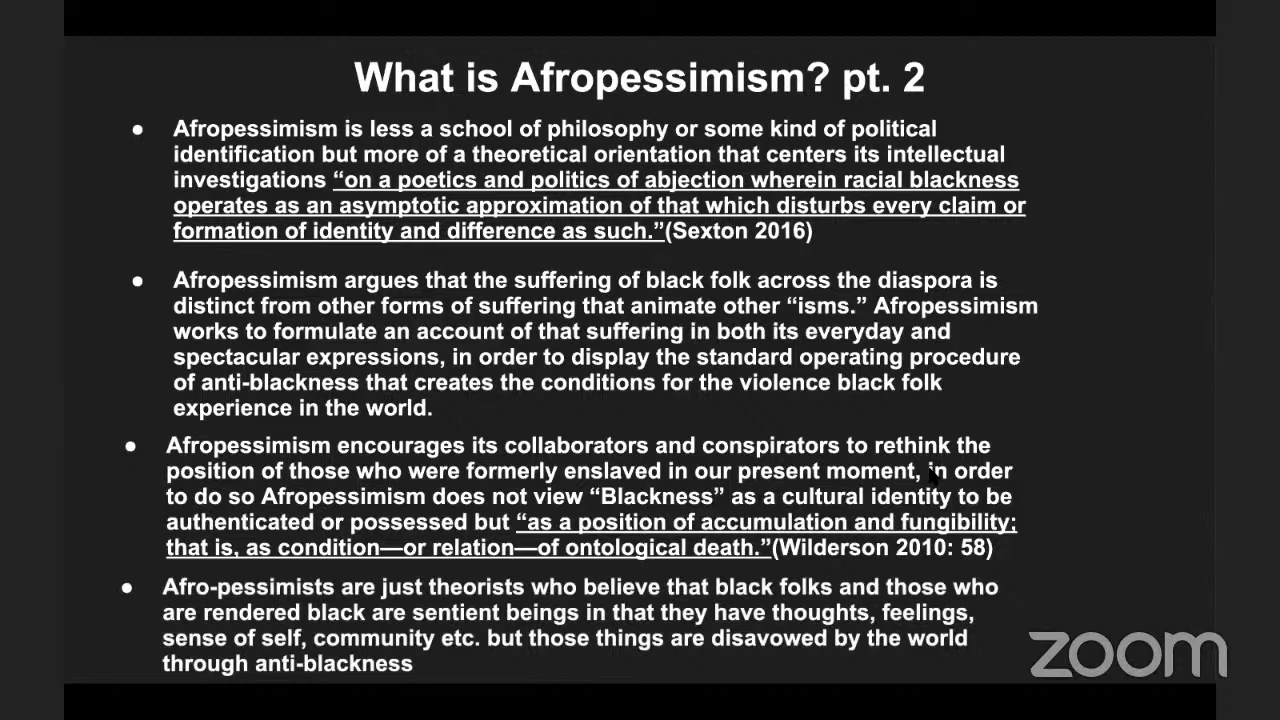 What is Afropessimism? pt. 2
● Afropessimism is less a school of philosophy or some kind of political
identification but more of a theoretical orientation that centers its intellectual
investigations “on a poetics and politics of abjection wherein racial blackness
operates as an asymptotic approximation of that which disturbs every claim or
formation of identity and difference as such.”(Sexton 2016)
● Afropessimism argues that the suffering of black folk across the diaspora is
distinct from other forms of suffering that animate other “isms.” Afropessimism
works to formulate an account of that suffering in both its everyday and
spectacular expressions, in order to display the standard operating procedure
of anti-blackness that creates the conditions for the violence black folk
experience in the world.
● Afropessimism encourages its collaborators and conspirators to rethink the
position of those who were formerly enslaved in our present moment, in order
to do so Afropessimism does not view “Blackness” as a cultural identity to be
authenticated or possessed but “as a position of accumulation and fungibility;
that is, as condition—or relation—of ontological death.”(Wilderson 2010: 58)
● Afro-pessimists are just theorists who believe that black folks and those who
are rendered black are sentient beings in that they have thoughts, feelings,
sense of self, community etc. but those things are disavowed by the world
through anti-blackness
zoom